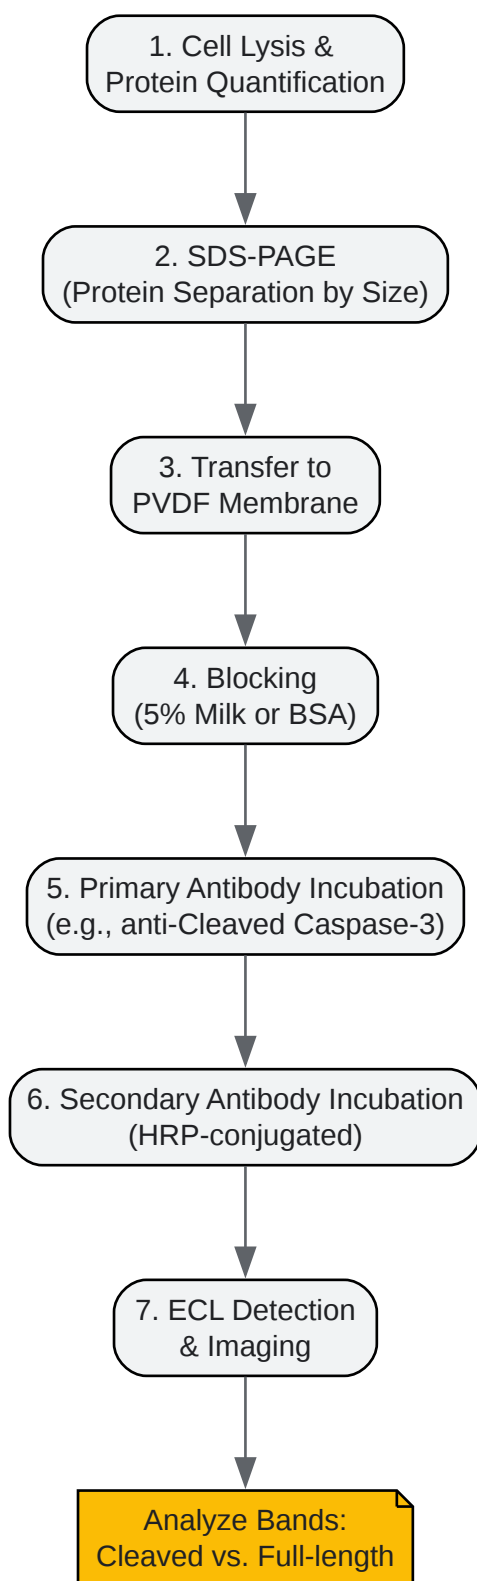 1. Cell Lysis &
Protein Quantification
2. SDS-PAGE
(Protein Separation by Size)
3. Transfer to
PVDF Membrane
4. Blocking
(5% Milk or BSA)
5. Primary Antibody Incubation
(e.g., anti-Cleaved Caspase-3)
6. Secondary Antibody Incubation
(HRP-conjugated)
7. ECL Detection
& Imaging
Analyze Bands:
Cleaved vs. Full-length